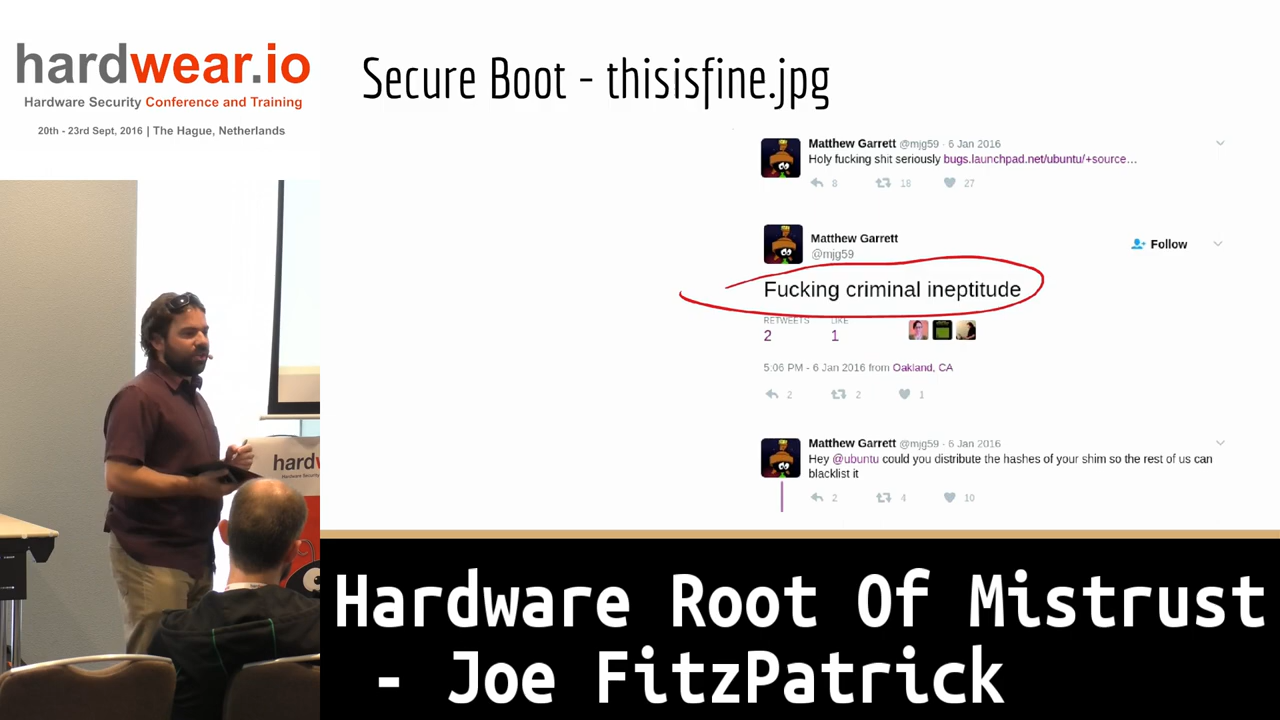 hardwear.io
Hardware Security Conference and Training
20th - 23rd Sept, 2016 | The Hague, Netherlands
Secure Boot - thisisfine.jpg
Matthew Garrett @mjg59 · 6 Jan 2016
Holy fucking shit seriously bugs.launchpad.net/ubuntu/+source…
8 18 27
Matthew Garrett
@mjg59
Follow
Fucking criminal ineptitude
RETWEETS LIKE
2 1
5:06 PM - 6 Jan 2016 from Oakland, CA
2 2 1
Matthew Garrett @mjg59 · 6 Jan 2016
Hey @ubuntu could you distribute the hashes of your shim so the rest of us can
blacklist it
2 4 10
hardw
Hardware Root Of Mistrust
- Joe FitzPatrick